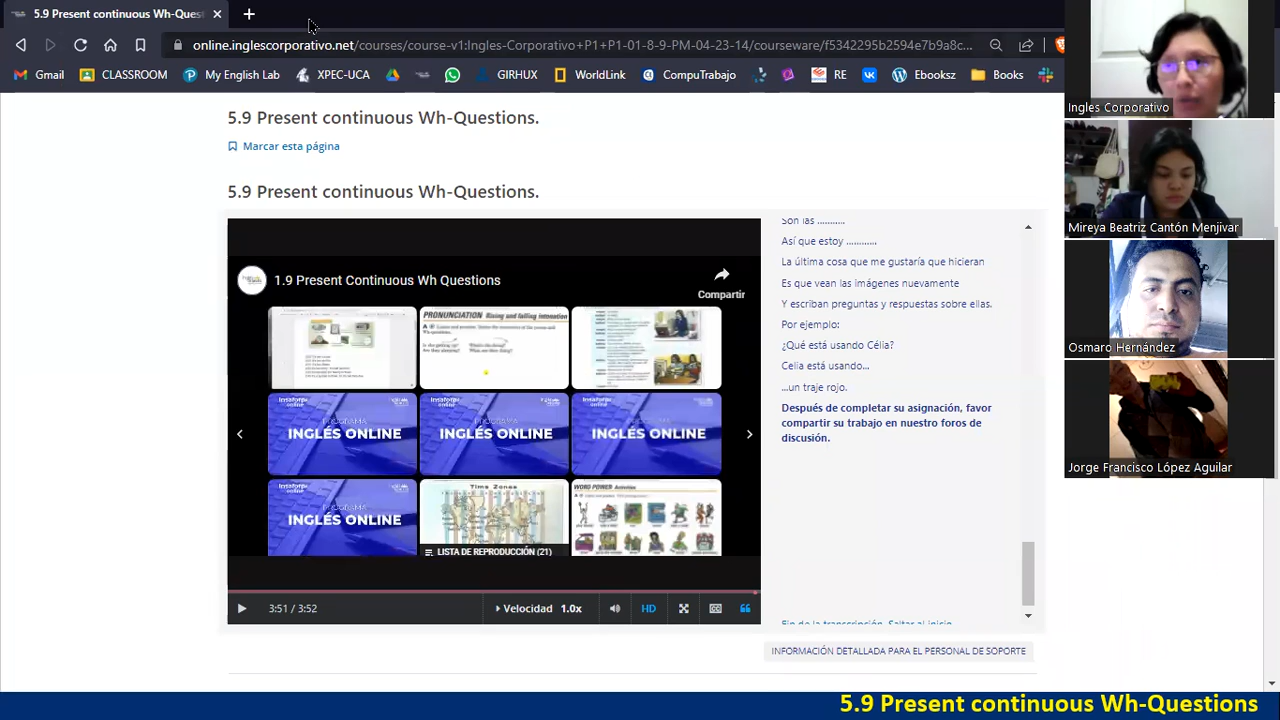 5.9 Present continuous Wh-Ques
online.inglescorporativo.net/courses/course-v1:Ingles-Corporativo+P1+P1-01-8-9-PM-04-23-14/courseware/f5342295b2594e7b9a8c...
Gmail CLASSROOM My English Lab XPEC-UCA GIRHUX WorldLink CompuTrabajo RE Ebooksz Books
5.9 Present continuous Wh-Questions.
Marcar esta página
5.9 Present continuous Wh-Questions.
1.9 Present Continuous Wh Questions
Compartir
PRONUNCIATION Rising and falling intonation
INGLÉS ONLINE
INGLÉS ONLINE
INGLÉS ONLINE
INGLÉS ONLINE
Time Zones
WORD POWER Activities
LISTA DE REPRODUCCIÓN (21)
3:51 / 3:52
Velocidad 1.0x
HD
Son las ..........
Así que estoy ...........
La última cosa que me gustaría que hicieran
Es que vean las imágenes nuevamente
Y escriban preguntas y respuestas sobre ellas.
Por ejemplo:
¿Qué está usando Célia?
Celia está usando...
...un traje rojo.
Después de completar su asignación, favor
compartir su trabajo en nuestro foros de
discusión.
Fin de la transcripción. Saltar al inicio.
INFORMACIÓN DETALLADA PARA EL PERSONAL DE SOPORTE
Ingles Corporativo
Mireya Beatriz Cantón Menjivar
Osmaro Hernández
Jorge Francisco López Aguilar
5.9 Present continuous Wh-Questions